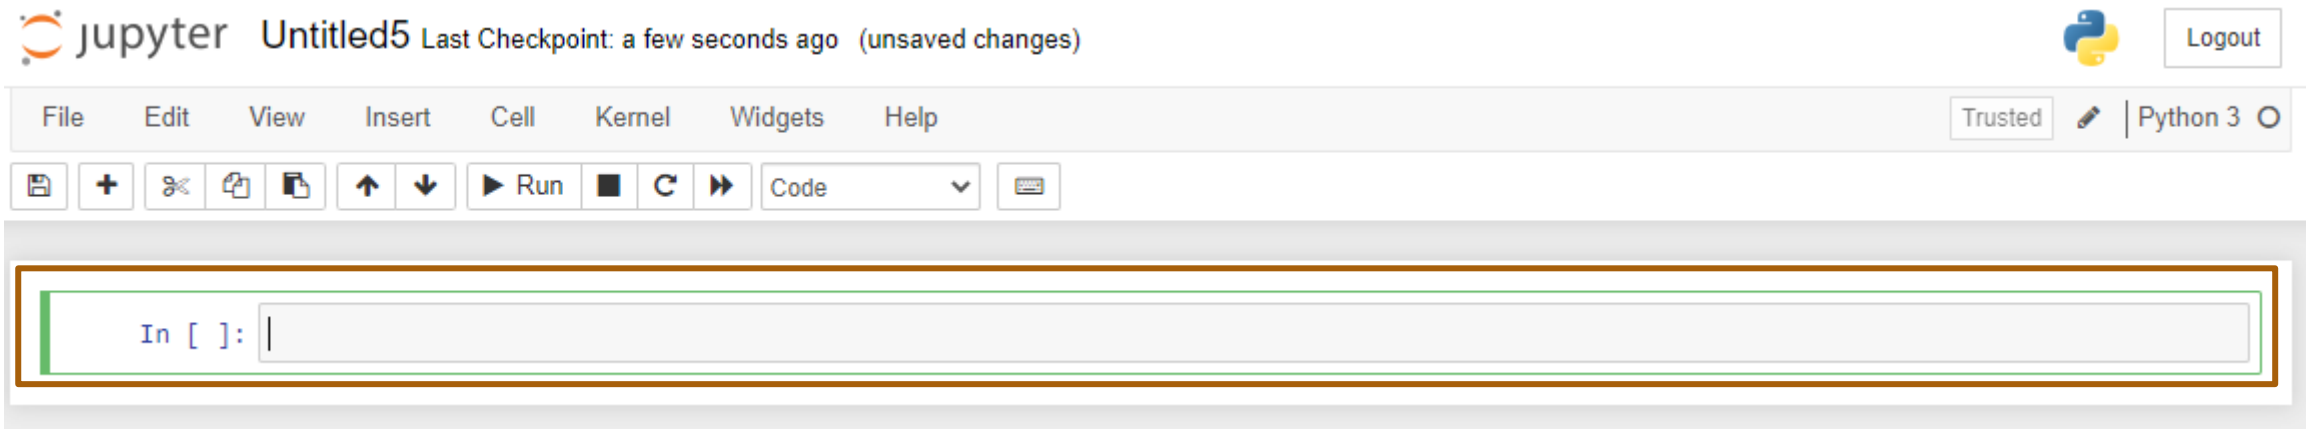 jupyter Untitled5 Last Checkpoint: a few seconds ago (unsaved changes) Logout
File Edit View Insert Cell Kernel Widgets Help Trusted Python 3
Run Code
In [ ]: